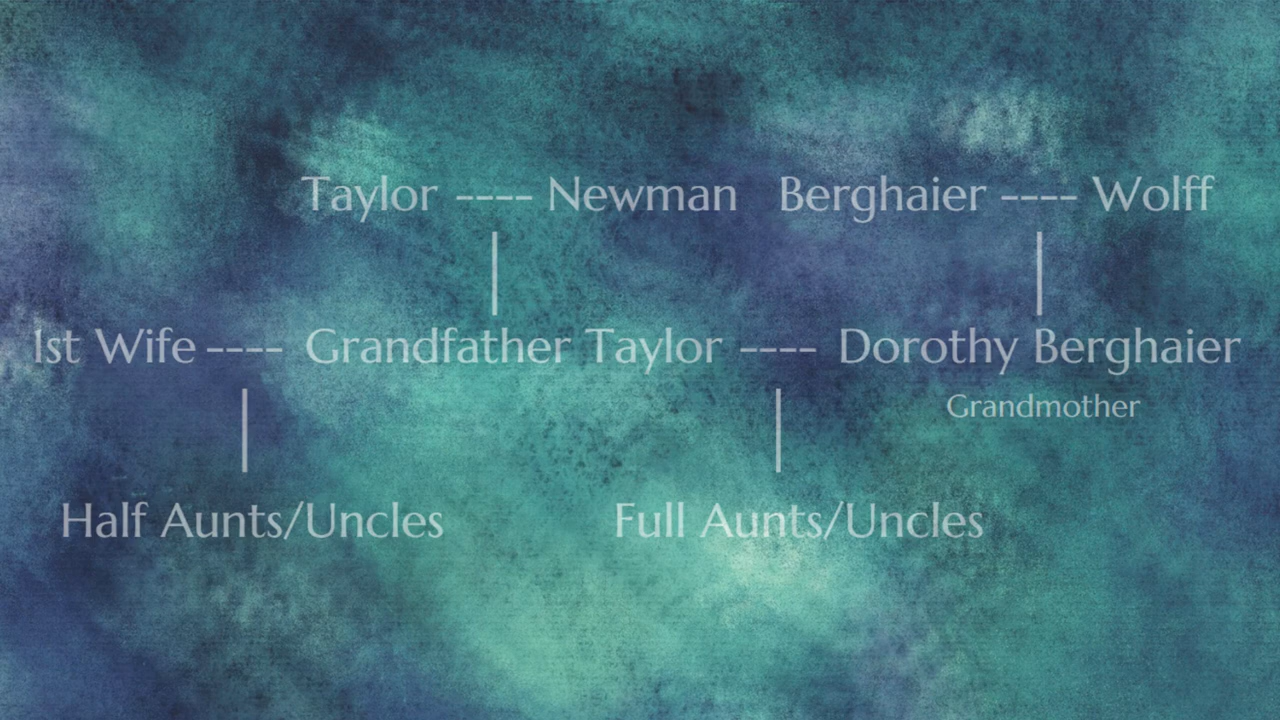 Taylor ---- Newman Berghaier ---- Wolff
1st Wife ---- Grandfather Taylor ---- Dorothy Berghaier
Grandmother
Half Aunts/Uncles Full Aunts/Uncles